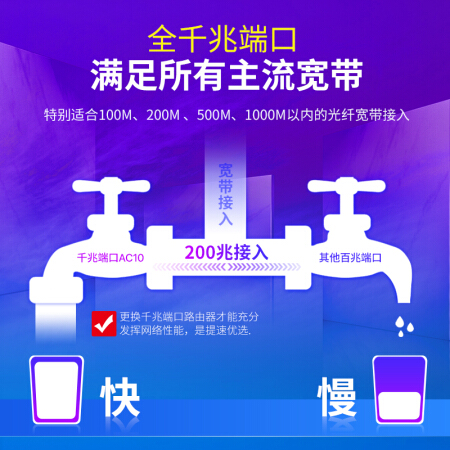 全千兆端口
满足所有主流宽带
特别适合100M、200M 、500M、1000M以内的光纤宽带接入
宽带接入
千兆端口AC10
200兆接入
其他百兆端口
更换千兆端口路由器才能充分
发挥网络性能，是提速优选.
快
慢